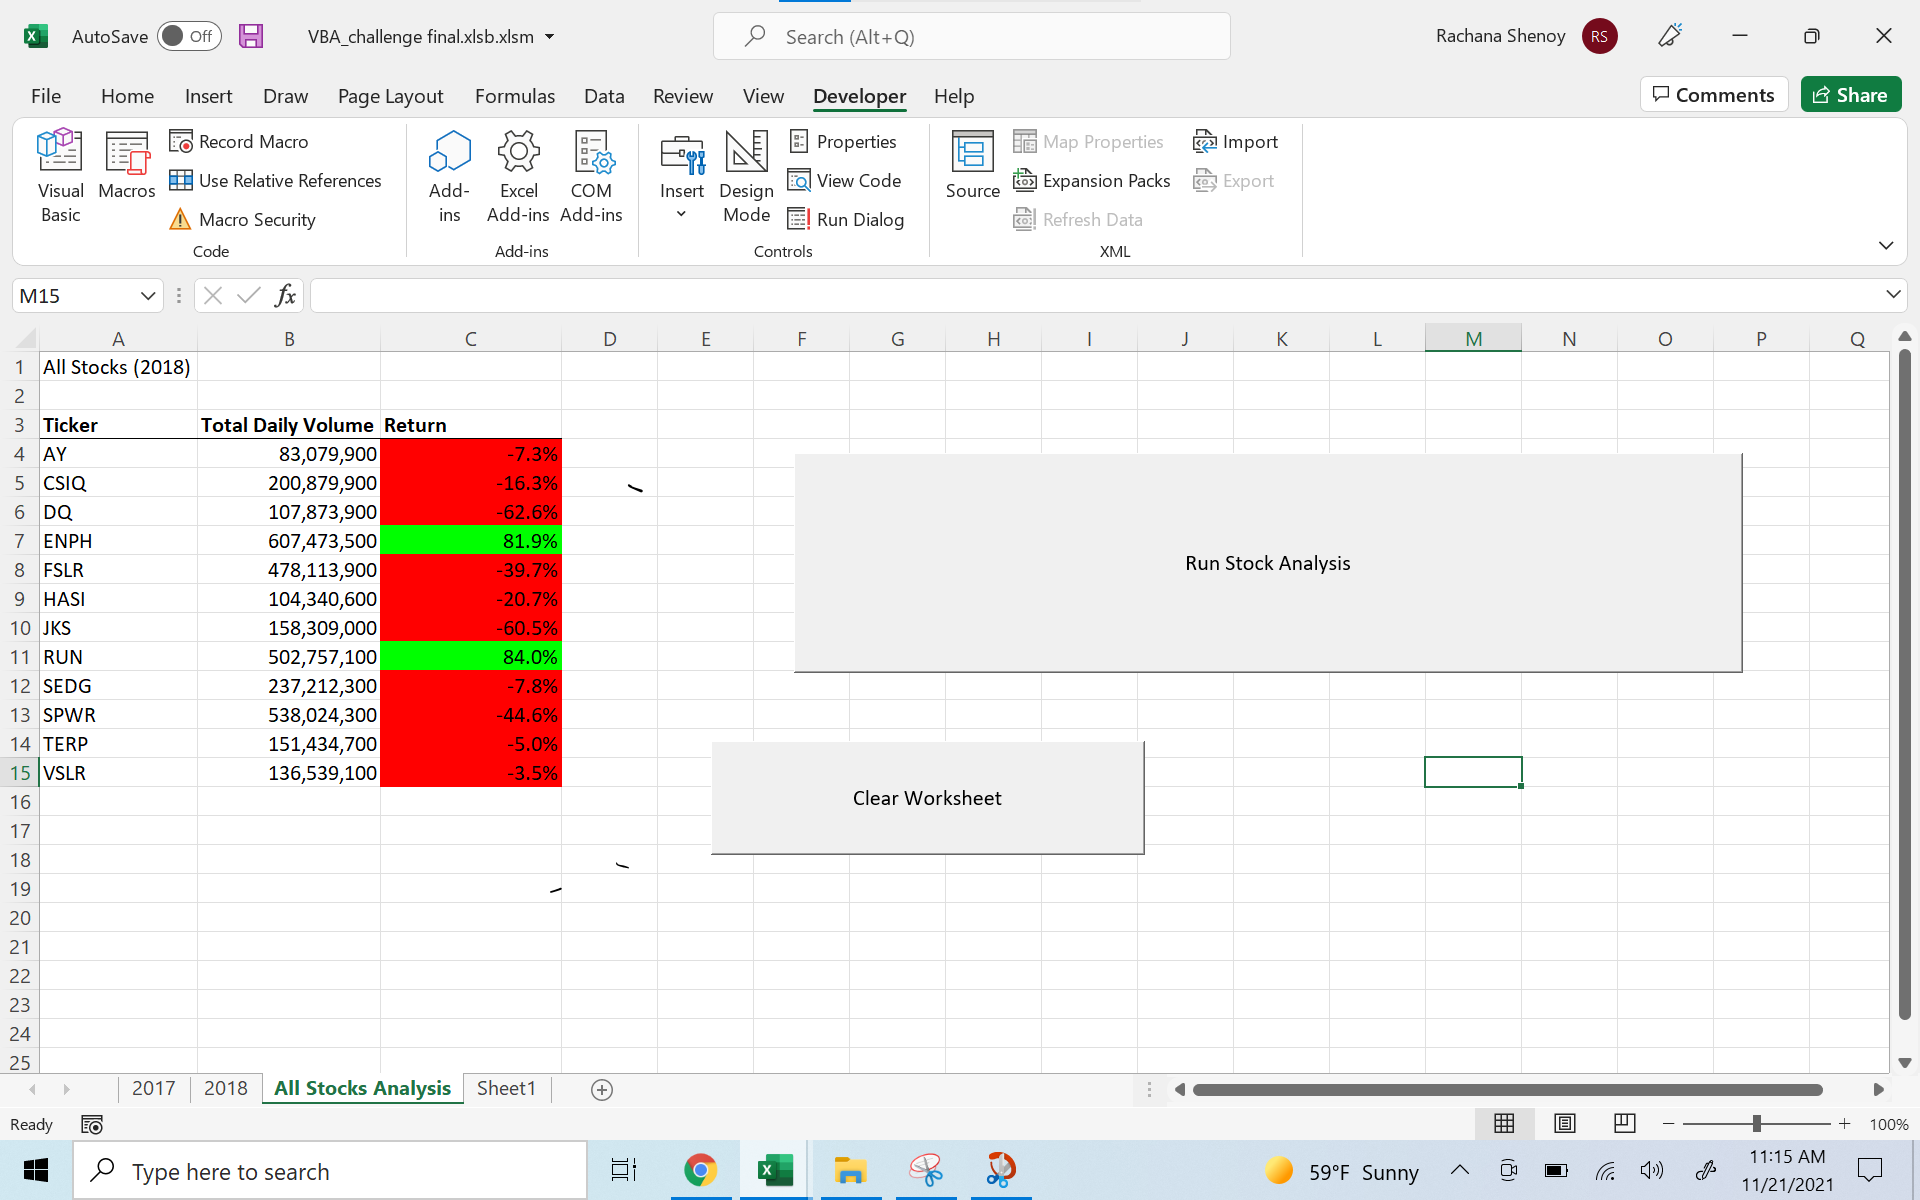 AutoSave Off VBA_challenge final.xlsb.xlsm Search (Alt+Q) Rachana Shenoy RS
File Home Insert Draw Page Layout Formulas Data Review View Developer Help Comments Share
Visual Basic Macros Record Macro Use Relative References Macro Security
Add-ins Excel Add-ins COM Add-ins
Insert Design Mode Properties View Code Run Dialog
Source Map Properties Expansion Packs Refresh Data Import Export
Code Add-ins Controls XML
M15 fx
A B C D E F G H I J K L M N O P Q
1 All Stocks (2018)
2
3 Ticker Total Daily Volume Return
4 AY 83,079,900 -7.3%
5 CSIQ 200,879,900 -16.3%
6 DQ 107,873,900 -62.6%
7 ENPH 607,473,500 81.9%
8 FSLR 478,113,900 -39.7%
9 HASI 104,340,600 -20.7%
10 JKS 158,309,000 -60.5%
11 RUN 502,757,100 84.0%
12 SEDG 237,212,300 -7.8%
13 SPWR 538,024,300 -44.6%
14 TERP 151,434,700 -5.0%
15 VSLR 136,539,100 -3.5%
16
17
18
19
20
21
22
23
24
25
Run Stock Analysis
Clear Worksheet
2017 2018 All Stocks Analysis Sheet1
Ready 100%
Type here to search 59°F Sunny 11:15 AM
11/21/2021